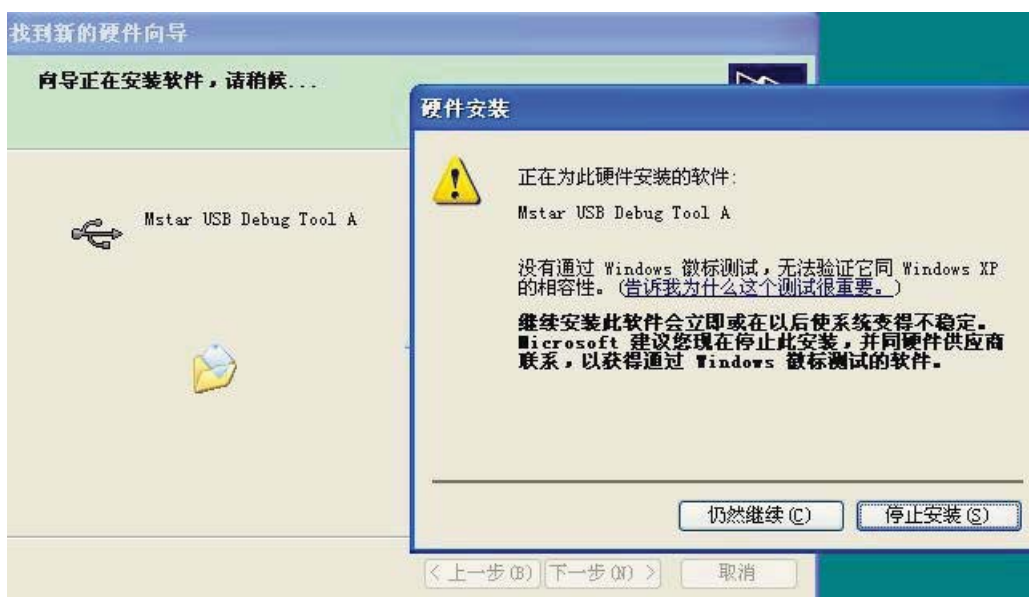 找到新的硬件向导
向导正在安装软件，请稍候...
Mstar USB Debug Tool A
硬件安装
正在为此硬件安装的软件:
Mstar USB Debug Tool A
没有通过 Windows 徽标测试，无法验证它同 Windows XP
的相容性。(告诉我为什么这个测试很重要。)
继续安装此软件会立即或在以后使系统变得不稳定。
Microsoft 建议您现在停止此安装，并同硬件供应商
联系，以获得通过 Windows 徽标测试的软件。
仍然继续(C)
停止安装(S)
< 上一步(B)
下一步(N) >
取消